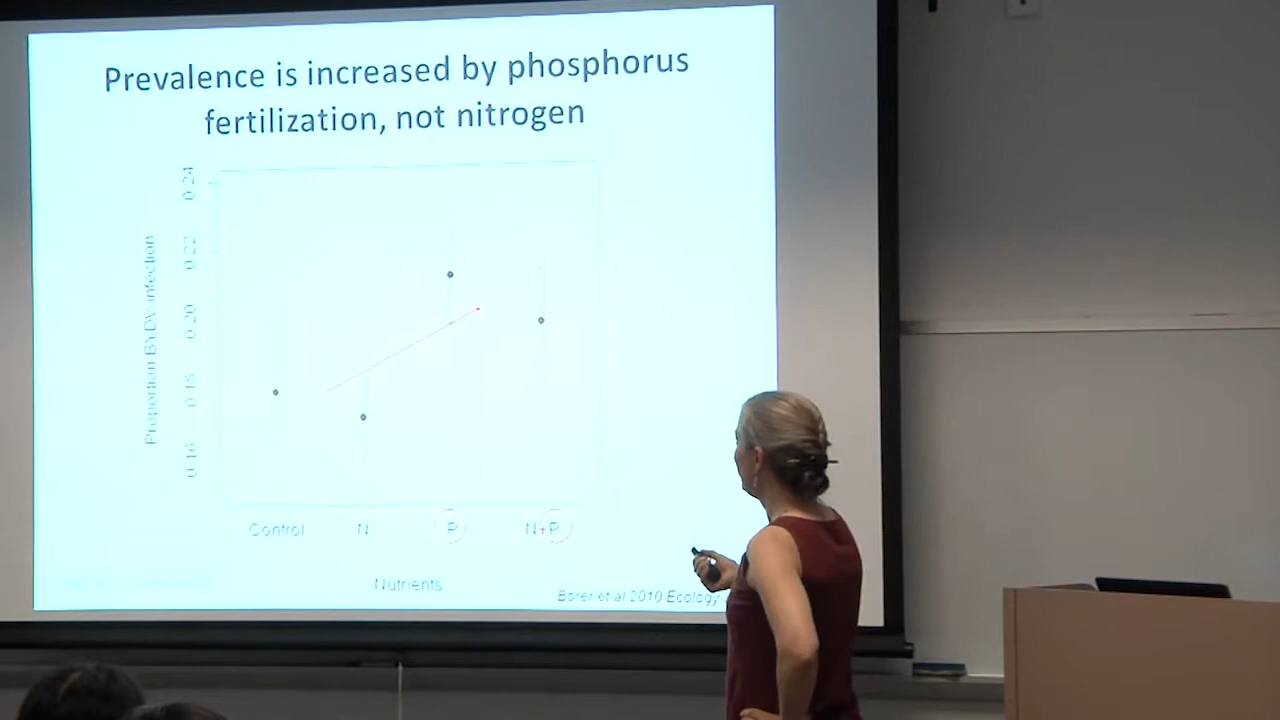 Prevalence is increased by phosphorus
fertilization, not nitrogen
0.24
0.22
0.20
0.18
0.16
Proportion BYDV infection
Control N P N+P
Nutrients
Borer et al 2010 Ecology